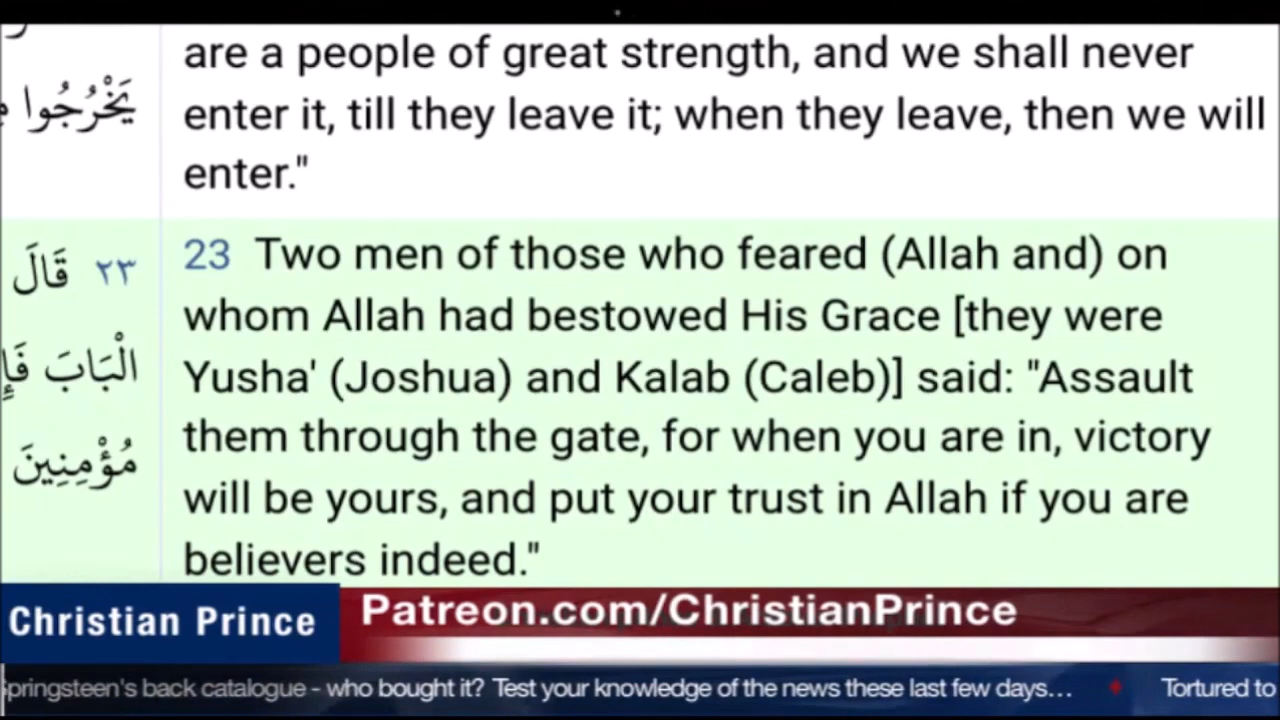 are a people of great strength, and we shall never
enter it, till they leave it; when they leave, then we will
enter."
يَخْرُجُوا
23 Two men of those who feared (Allah and) on
whom Allah had bestowed His Grace [they were
Yusha' (Joshua) and Kalab (Caleb)] said: "Assault
them through the gate, for when you are in, victory
will be yours, and put your trust in Allah if you are
believers indeed."
٢٣ قَالَ
الْبَابَ
مُؤْمِنِينَ
Christian Prince
Patreon.com/ChristianPrince
pringsteen's back catalogue - who bought it? Test your knowledge of the news these last few days... Tortured to